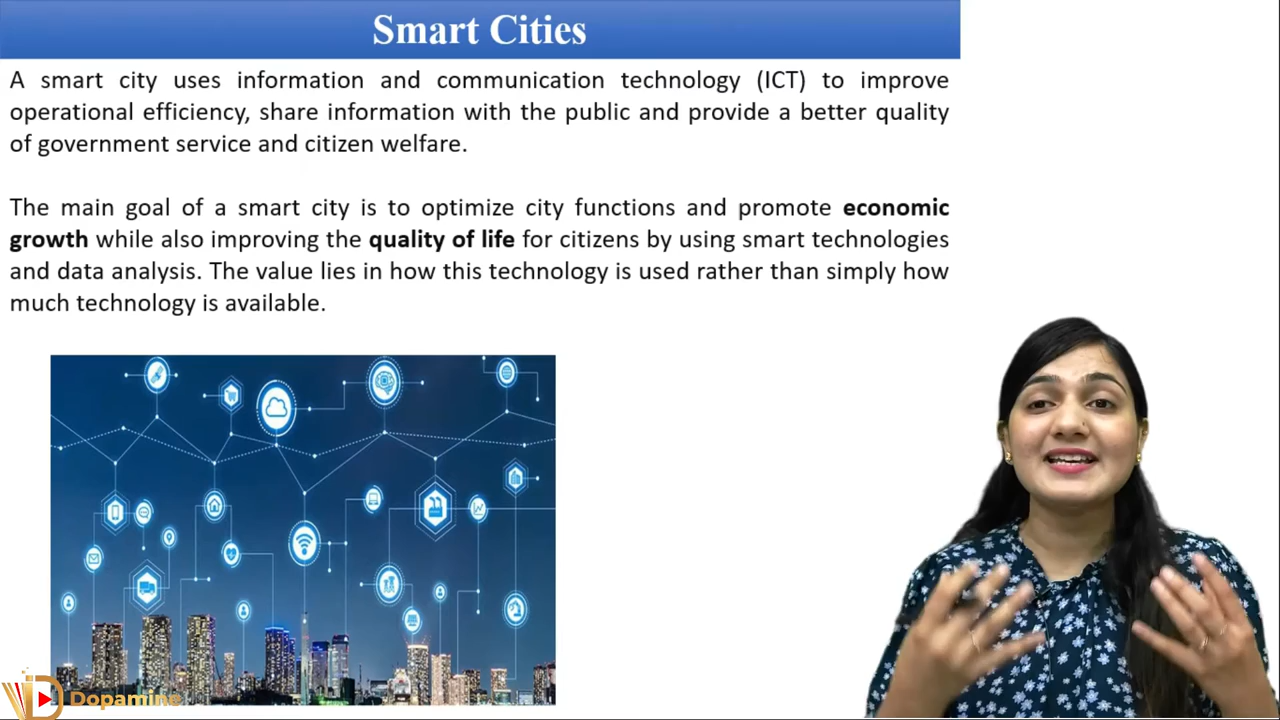 Smart Cities
A smart city uses information and communication technology (ICT) to improve
operational efficiency, share information with the public and provide a better quality
of government service and citizen welfare.
The main goal of a smart city is to optimize city functions and promote economic
growth while also improving the quality of life for citizens by using smart technologies
and data analysis. The value lies in how this technology is used rather than simply how
much technology is available.
Dopamine